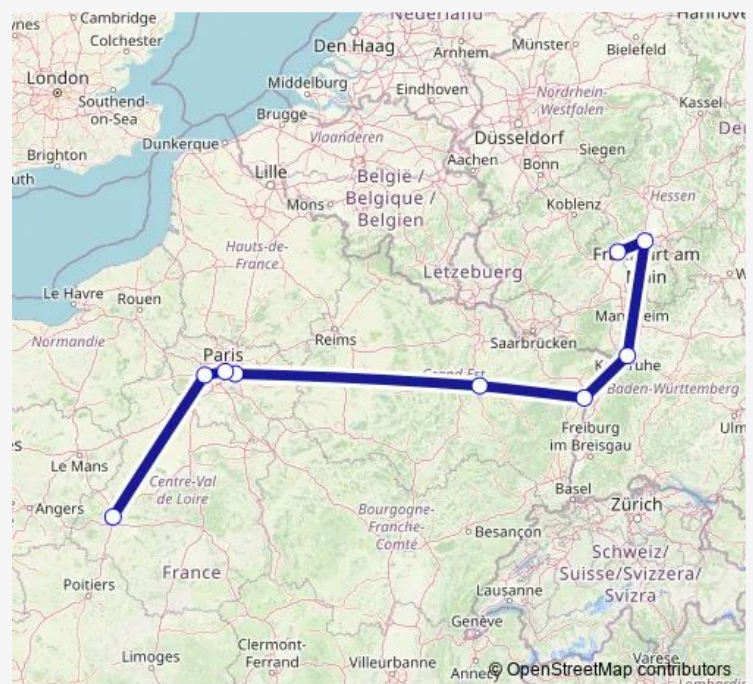 Nederland
Hannover
Cambridge
Colchester
Den Haag
Arnhem
Münster
Bielefeld
London
Southend-
on-Sea
Middelburg
Eindhoven
Nordrhein-
Westfalen
Kassel
Brugge
Vlaanderen
Düsseldorf
Siegen
Brighton
Dunkerque
Lille
België /
Belgique /
Belgien
Aachen
Bonn
Mons
Koblenz
Hessen
Hauts-de-
France
Lëtzebuerg
Le Havre
Rouen
Reims
Saarbrücken
Normandie
Paris
Baden-Württemberg
Freiburg
im Breisgau
Ulm
Le Mans
Centre-Val
de Loire
Angers
Bourgogne-
Franche-
Comté
Besançon
Basel
Zürich
Poitiers
France
Schweiz/
Suisse/Svizzera/
Svizra
Lausanne
Genève
Limoges
Clermont-
Ferrand
Villeurbanne
Varese
© OpenStreetMap contributors